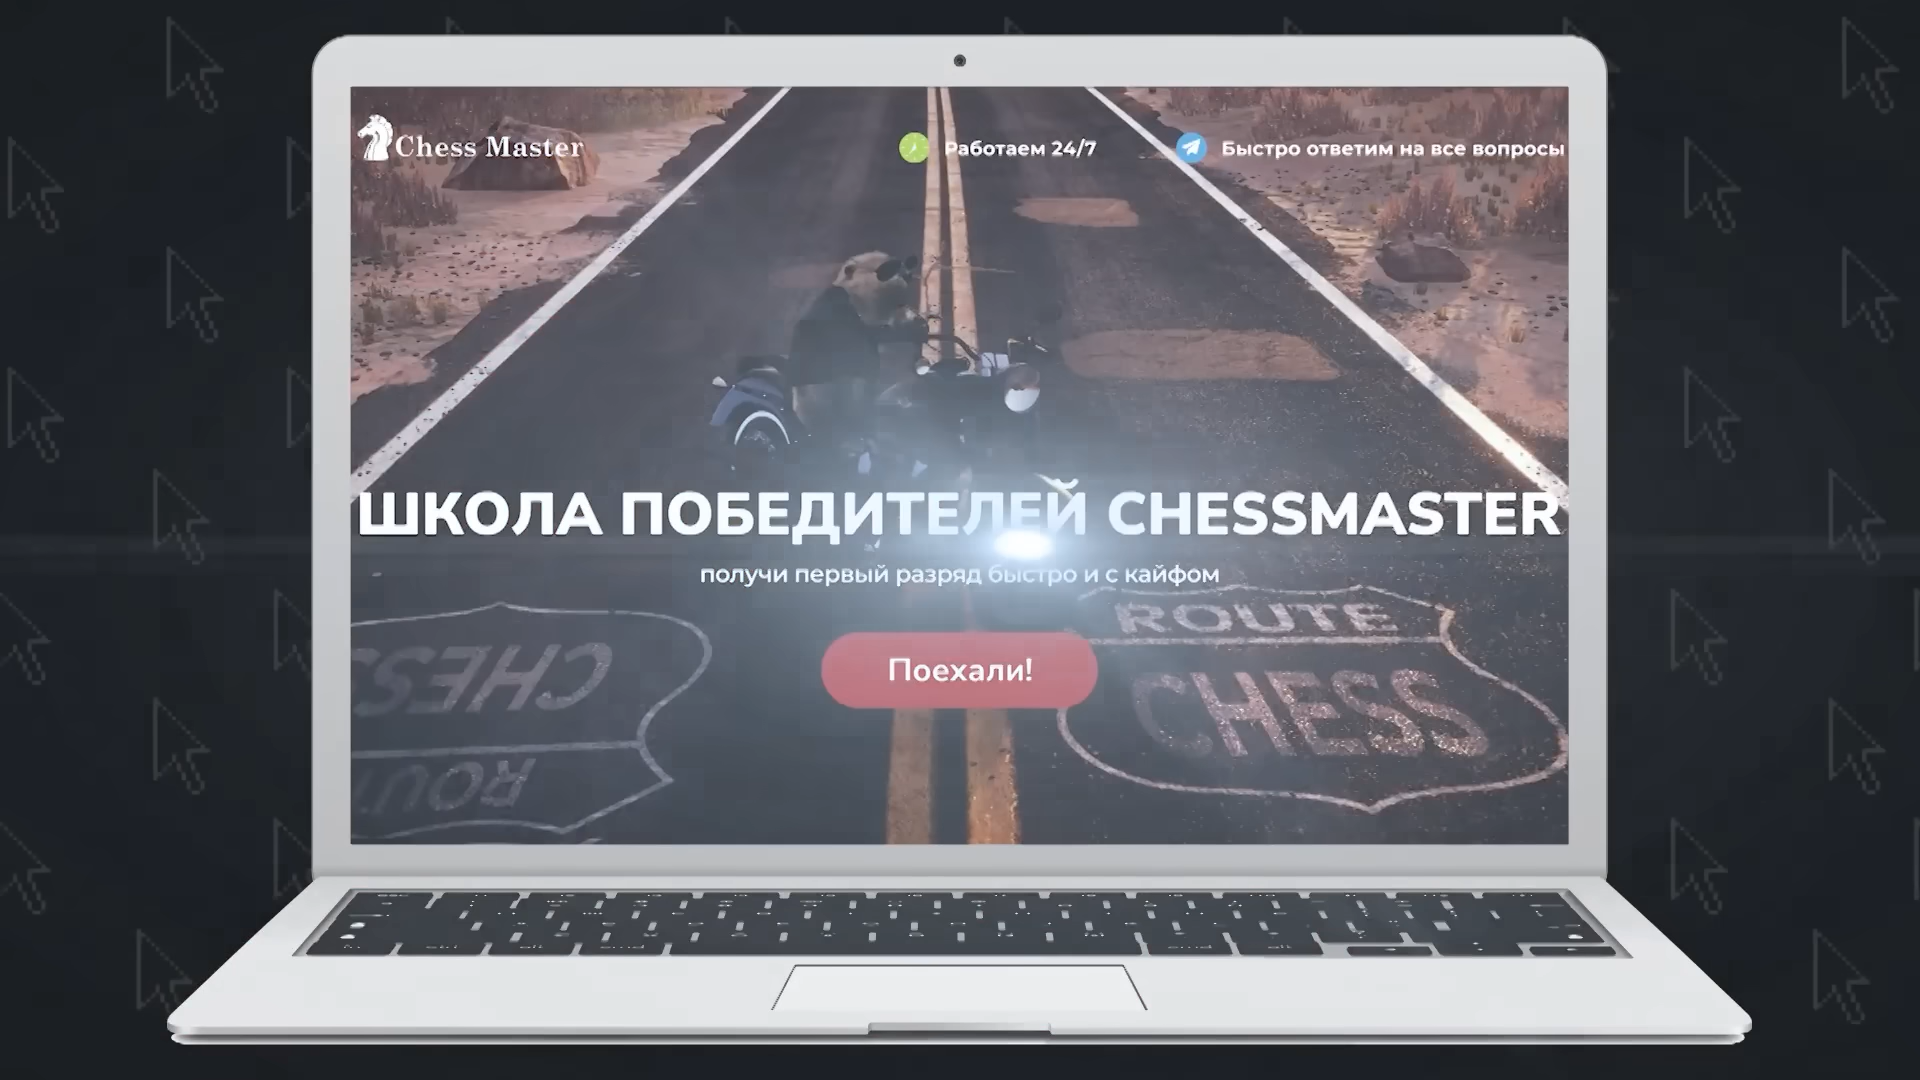 Chess Master
Работаем 24/7
Быстро ответим на все вопросы
ШКОЛА ПОБЕДИТЕЛЕЙ CHESSMASTER
получи первый разряд быстро и с кайфом
ROUTE
CHESS
Поехали!
CHESS